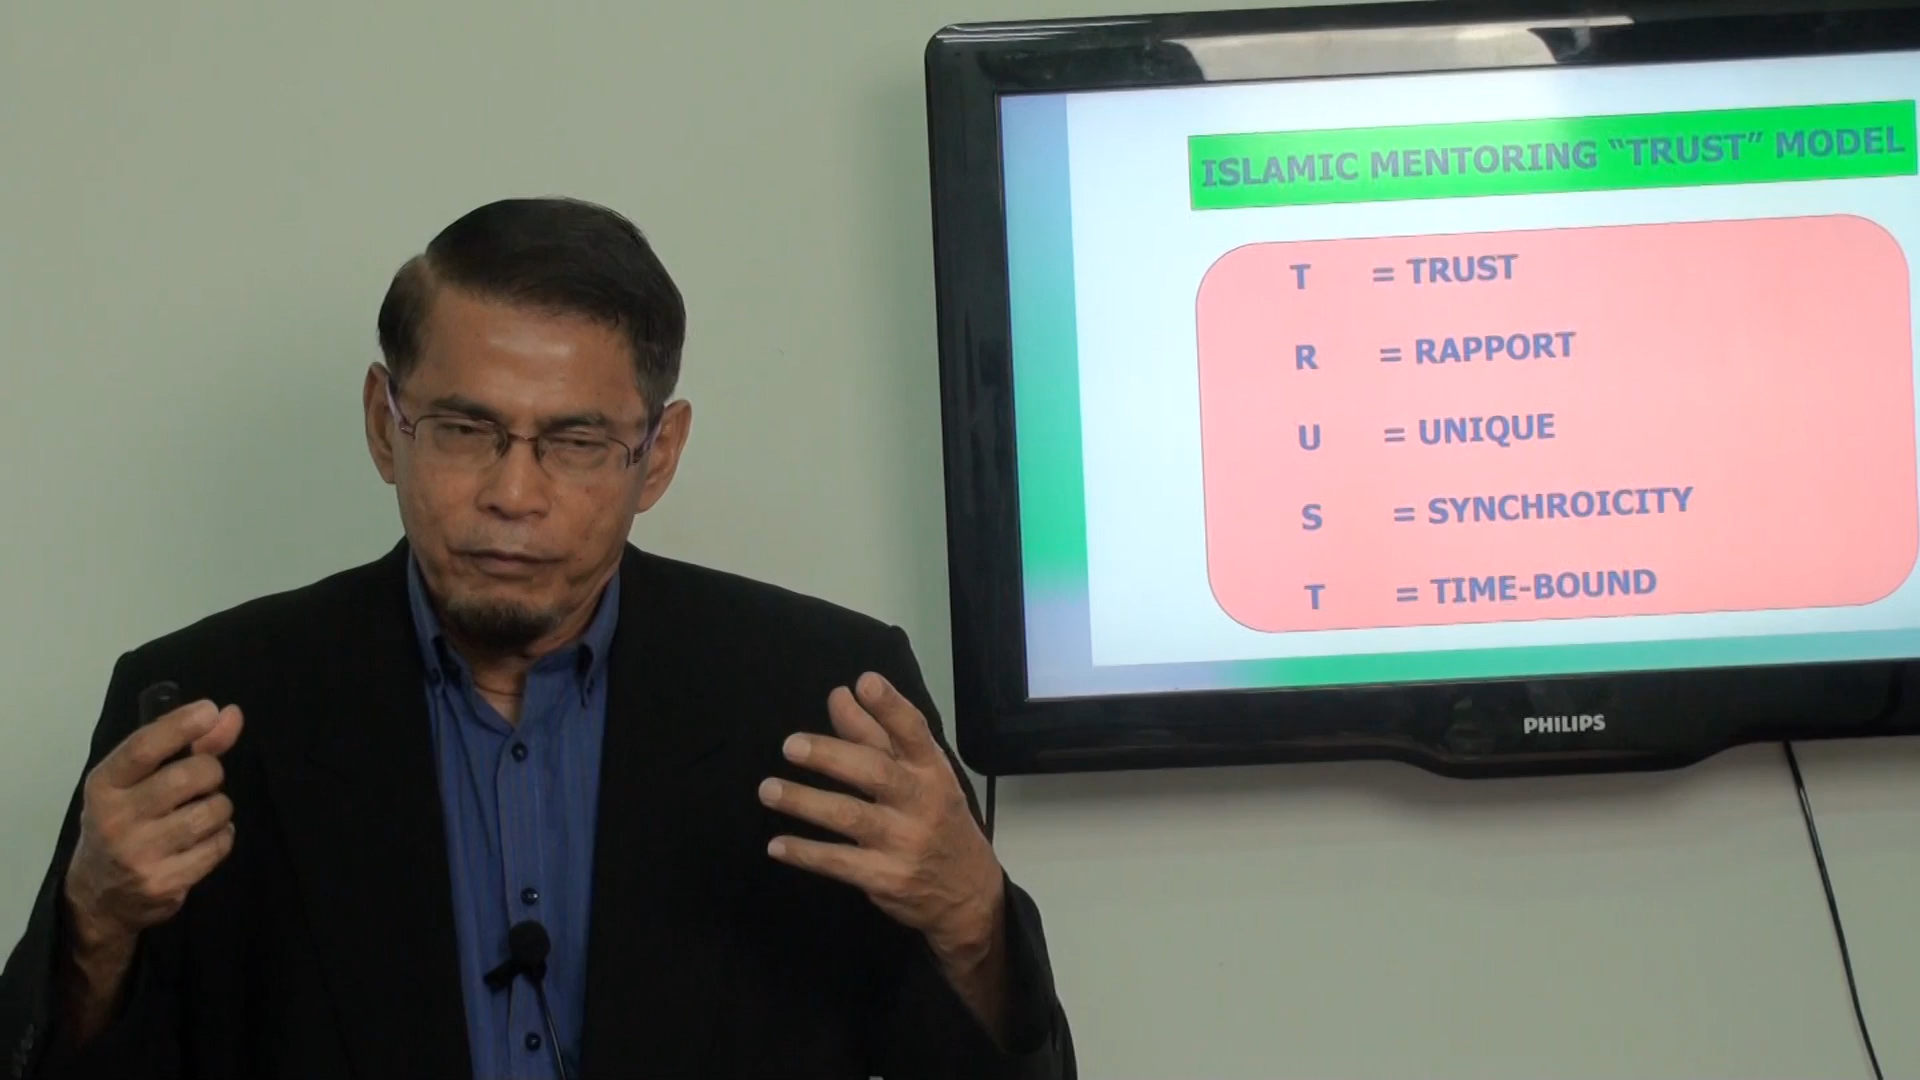 ISLAMIC MENTORING “TRUST” MODEL
T = TRUST
R = RAPPORT
U = UNIQUE
S = SYNCHROICITY
T = TIME-BOUND
PHILIPS